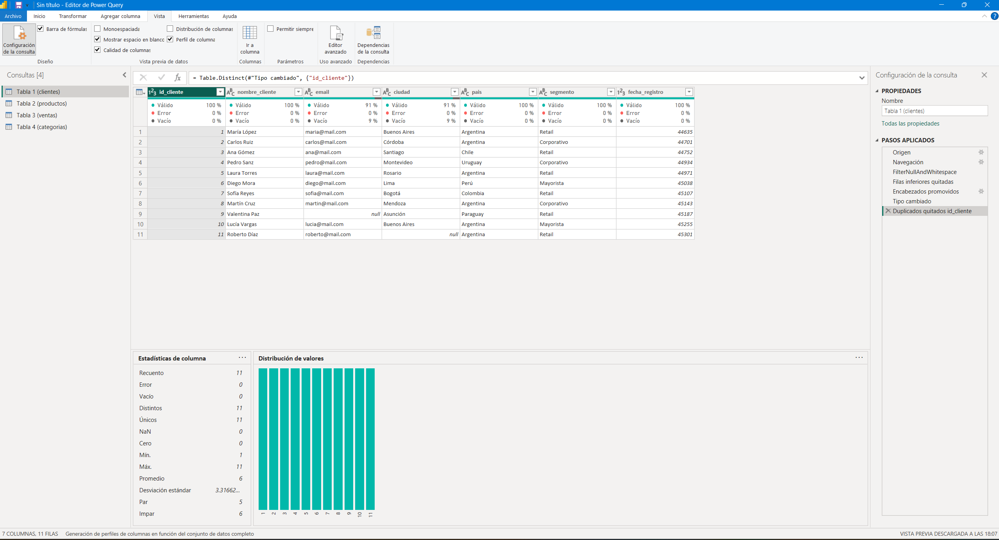 Sin título - Editor de Power Query
Archivo Inicio Transformar Agregar columna Vista Herramientas Ayuda
Configuración de la consulta
Barra de fórmulas
Diseño
Monoespaciada
Mostrar espacio en blanco
Calidad de columnas
Distribución de columnas
Perfil de columna
Vista previa de datos
Ir a columna
Columnas
Permitir siempre
Parámetros
Editor avanzado
Uso avanzado
Dependencias de la consulta
Dependencias
Consultas [4]
Tabla 1 (clientes)
Tabla 2 (productos)
Tabla 3 (ventas)
Tabla 4 (categorias)
fx = Table.Distinct(#"Tipo cambiado", {"id_cliente"})
123 id_cliente ABC nombre_cliente ABC email ABC ciudad ABC pais ABC segmento 123 fecha_registro
Válido 100 % Válido 100 % Válido 91 % Válido 91 % Válido 100 % Válido 100 % Válido 100 %
Error 0 % Error 0 % Error 0 % Error 0 % Error 0 % Error 0 % Error 0 %
Vacío 0 % Vacío 0 % Vacío 9 % Vacío 9 % Vacío 0 % Vacío 0 % Vacío 0 %
1 1 María López maria@mail.com Buenos Aires Argentina Retail 44635
2 2 Carlos Ruiz carlos@mail.com Córdoba Argentina Corporativo 44701
3 3 Ana Gómez ana@mail.com Santiago Chile Retail 44752
4 4 Pedro Sanz pedro@mail.com Montevideo Uruguay Corporativo 44934
5 5 Laura Torres laura@mail.com Rosario Argentina Retail 44971
6 6 Diego Mora diego@mail.com Lima Perú Mayorista 45038
7 7 Sofía Reyes sofia@mail.com Bogotá Colombia Retail 45107
8 8 Martín Cruz martin@mail.com Mendoza Argentina Corporativo 45143
9 9 Valentina Paz null Asunción Paraguay Retail 45187
10 10 Lucía Vargas lucia@mail.com Buenos Aires Argentina Mayorista 45255
11 11 Roberto Díaz roberto@mail.com null Argentina Retail 45301
Estadísticas de columna ...
Recuento 11
Error 0
Vacío 0
Distintos 11
Únicos 11
NaN 0
Cero 0
Mín. 1
Máx. 11
Promedio 6
Desviación estándar 3.31662...
Par 5
Impar 6
Distribución de valores ...
1 2 3 4 5 6 7 8 9 10 11
Configuración de la consulta
PROPIEDADES
Nombre
Tabla 1 (clientes)
Todas las propiedades
PASOS APLICADOS
Origen
Navegación
FilterNullAndWhitespace
Filas inferiores quitadas
Encabezados promovidos
Tipo cambiado
Duplicados quitados id_cliente
7 COLUMNAS, 11 FILAS Generación de perfiles de columnas en función del conjunto de datos completo
VISTA PREVIA DESCARGADA A LAS 18:07